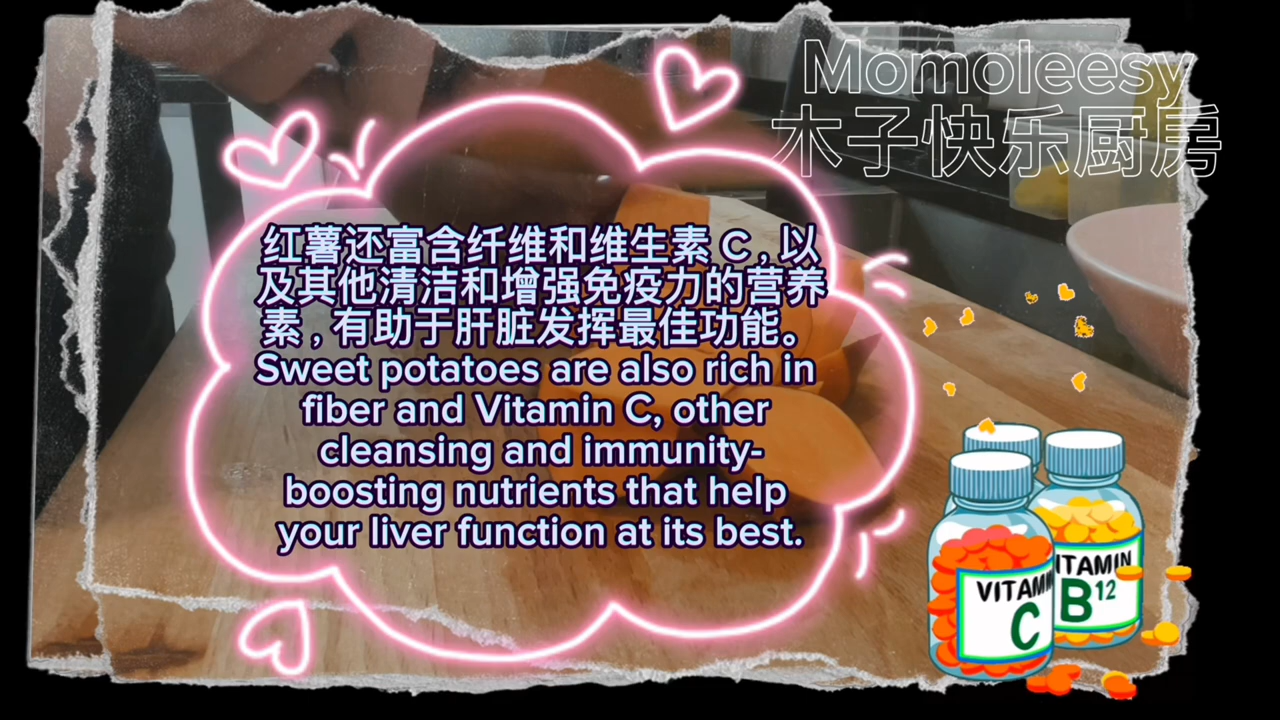 Momoleesy
木子快乐厨房
红薯还富含纤维和维生素 C , 以
及其他清洁和增强免疫力的营养
素 , 有助于肝脏发挥最佳功能。
Sweet potatoes are also rich in
fiber and Vitamin C, other
cleansing and immunity-
boosting nutrients that help
your liver function at its best.
VITAMIN
C
ITAMIN
B12